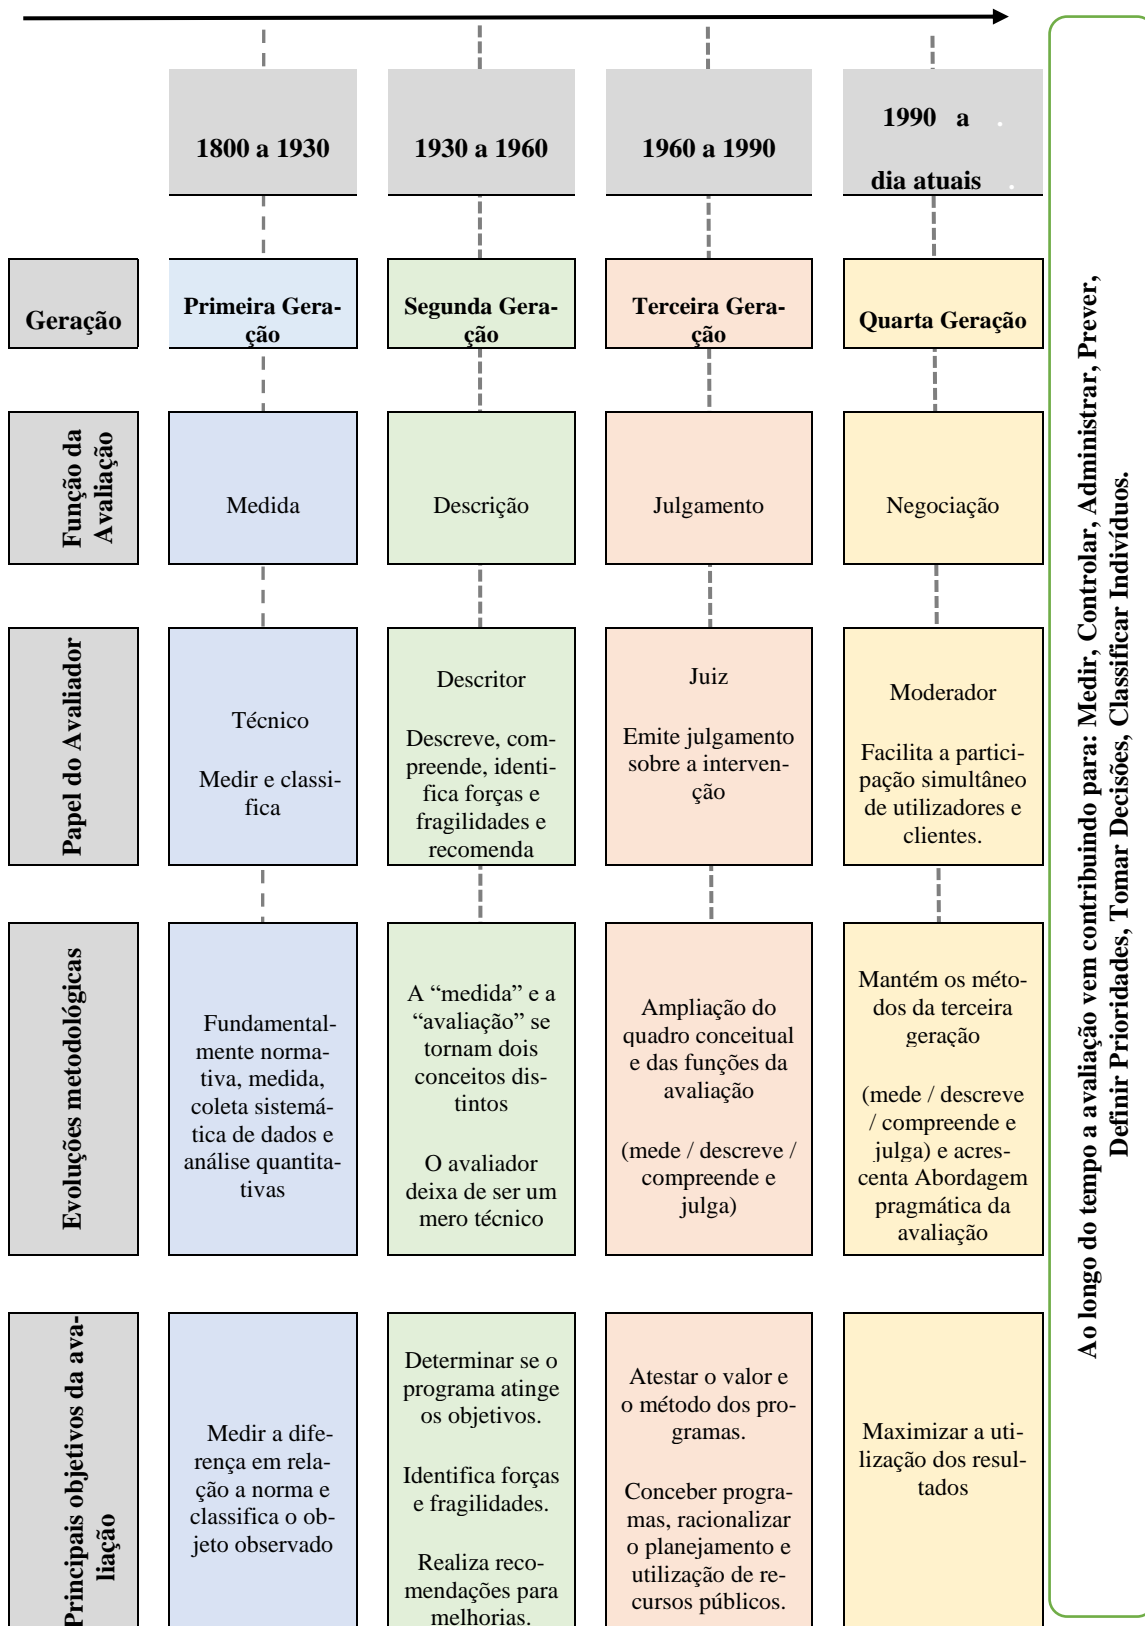 1800 a 1930
1930 a 1960
1960 a 1990
1990 a
dia atuais
Geração
Primeira Gera-
ção
Segunda Gera-
ção
Terceira Gera-
ção
Quarta Geração
Função da
Avaliação
Medida
Descrição
Julgamento
Negociação
Papel do Avaliador
Técnico
Medir e classi-
fica
Descritor
Descreve, com-
preende, identi-
fica forças e
fragilidades e
recomenda
Juiz
Emite julgamento
sobre a interven-
ção
Moderador
Facilita a partici-
pação simultâneo
de utilizadores e
clientes.
Evoluções metodológicas
Fundamental-
mente norma-
tiva, medida,
coleta sistemá-
tica de dados e
análise quantita-
tivas
A “medida” e a
“avaliação” se
tornam dois
conceitos dis-
tintos
O avaliador
deixa de ser um
mero técnico
Ampliação do
quadro conceitual
e das funções da
avaliação
(mede / descreve /
compreende e
julga)
Mantém os méto-
dos da terceira
geração
(mede / descreve
/ compreende e
julga) e acres-
centa Abordagem
pragmática da
avaliação
Principais objetivos da ava-
liação
Medir a dife-
rença em rela-
ção a norma e
classifica o ob-
jeto observado
Determinar se o
programa atinge
os objetivos.
Identifica forças
e fragilidades.
Realiza reco-
mendações para
melhorias.
Atestar o valor e
o método dos pro-
gramas.
Conceber progra-
mas, racionalizar
o planejamento e
utilização de re-
cursos públicos.
Maximizar a uti-
lização dos resul-
tados
Ao longo do tempo a avaliação vem contribuindo para: Medir, Controlar, Administrar, Prever,
Definir Prioridades, Tomar Decisões, Classificar Indivíduos.